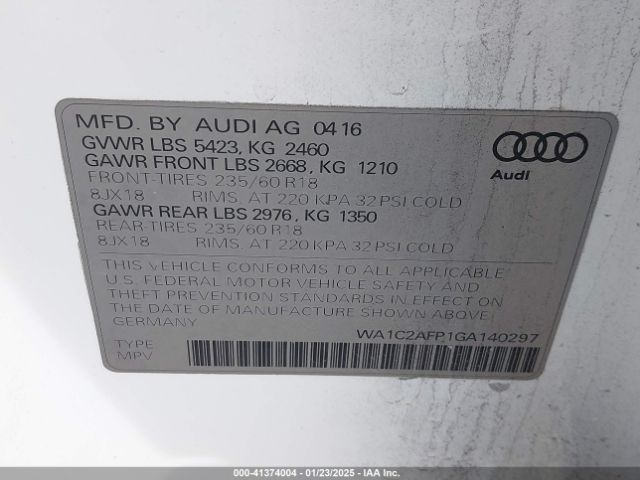 MFD. BY AUDI AG 04 16
GVWR LBS 5423, KG 2460
GAWR FRONT LBS 2668, KG 1210
FRONT-TIRES 235/60 R18
8JX18 RIMS, AT 220 KPA 32 PSI COLD
GAWR REAR LBS 2976, KG 1350
REAR-TIRES 235/60 R18
8JX18 RIMS, AT 220 KPA 32 PSI COLD
Audi
THIS VEHICLE CONFORMS TO ALL APPLICABLE
U.S. FEDERAL MOTOR VEHICLE SAFETY AND
THEFT PREVENTION STANDARDS IN EFFECT ON
THE DATE OF MANUFACTURE SHOWN ABOVE.
GERMANY
WA1C2AFP1GA140297
TYPE
MPV
000-41374004 — 01/23/2025 — IAAI.COM